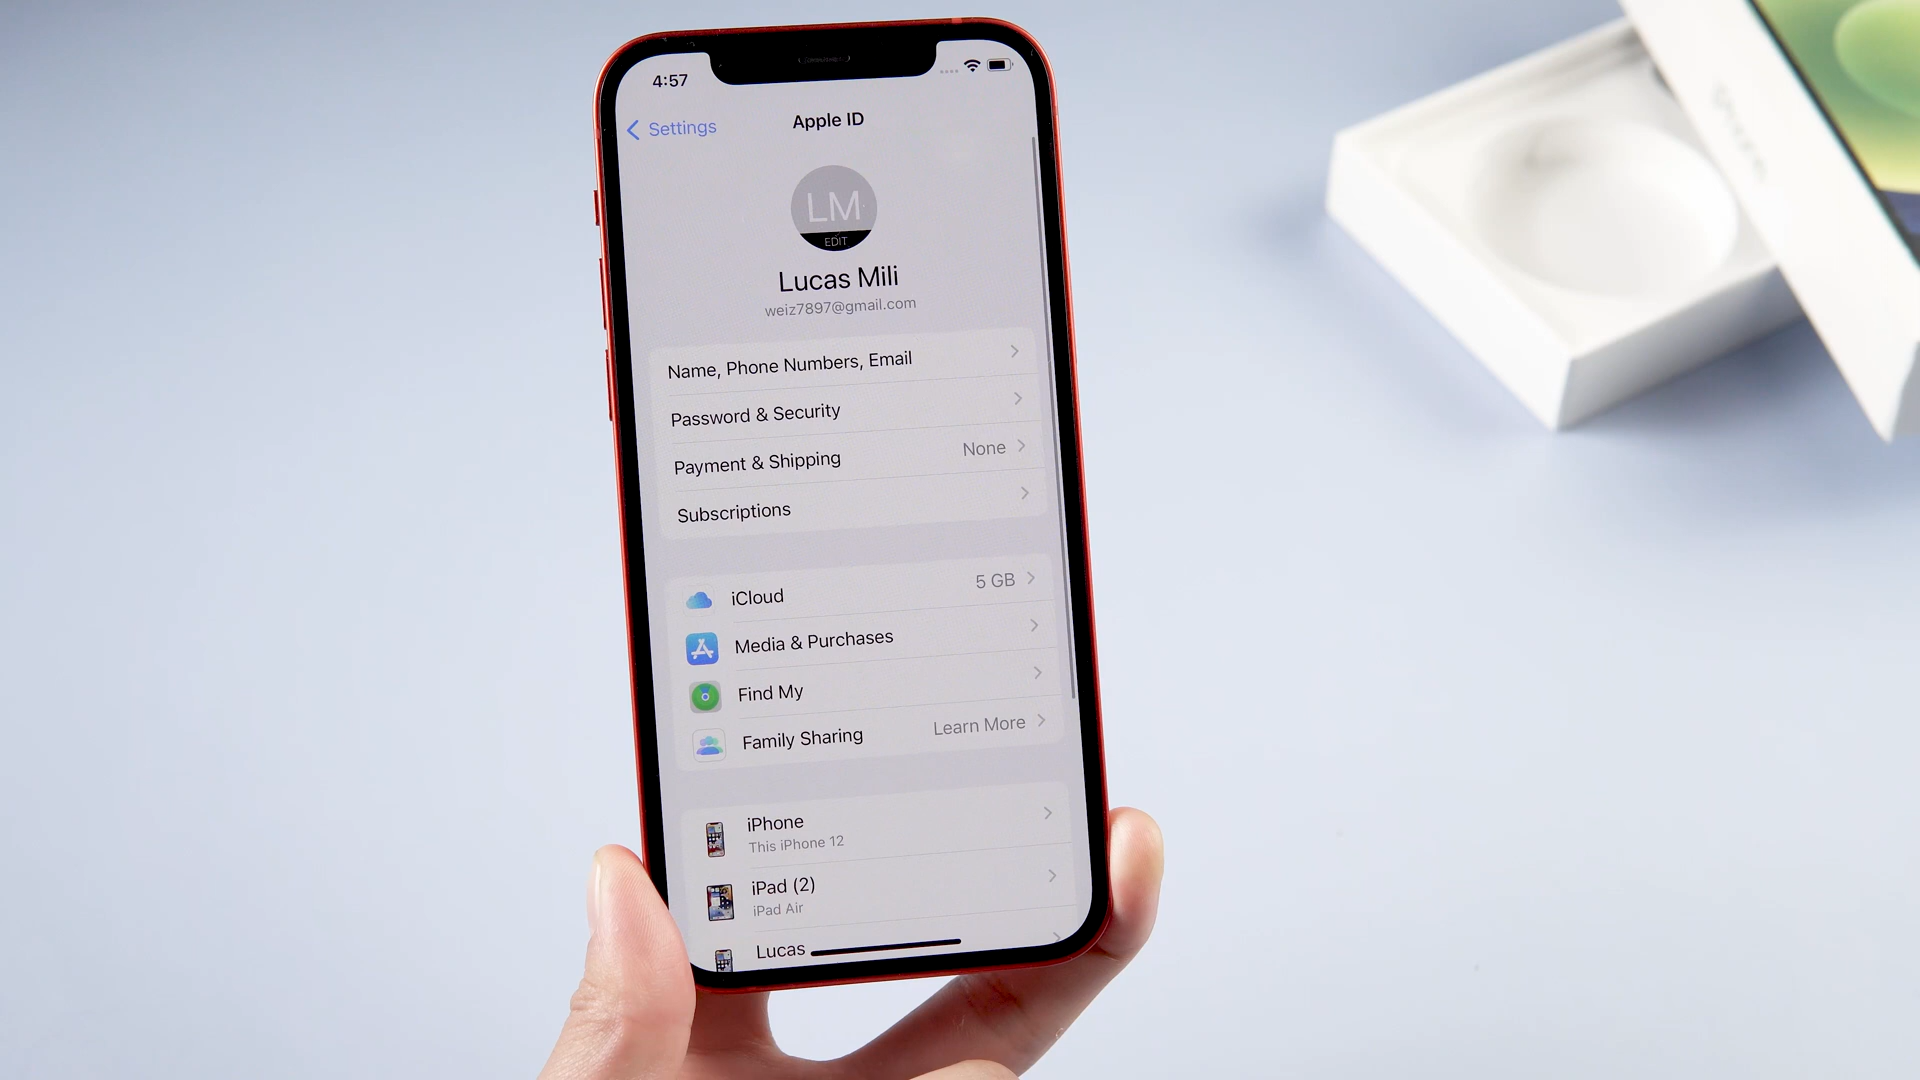 4:57
Settings
Apple ID
LM
EDIT
Lucas Mili
weiz7897@gmail.com
Name, Phone Numbers, Email
Password & Security
Payment & Shipping None
Subscriptions
iCloud 5 GB
Media & Purchases
Find My
Family Sharing Learn More
iPhone
This iPhone 12
iPad (2)
iPad Air
Lucas